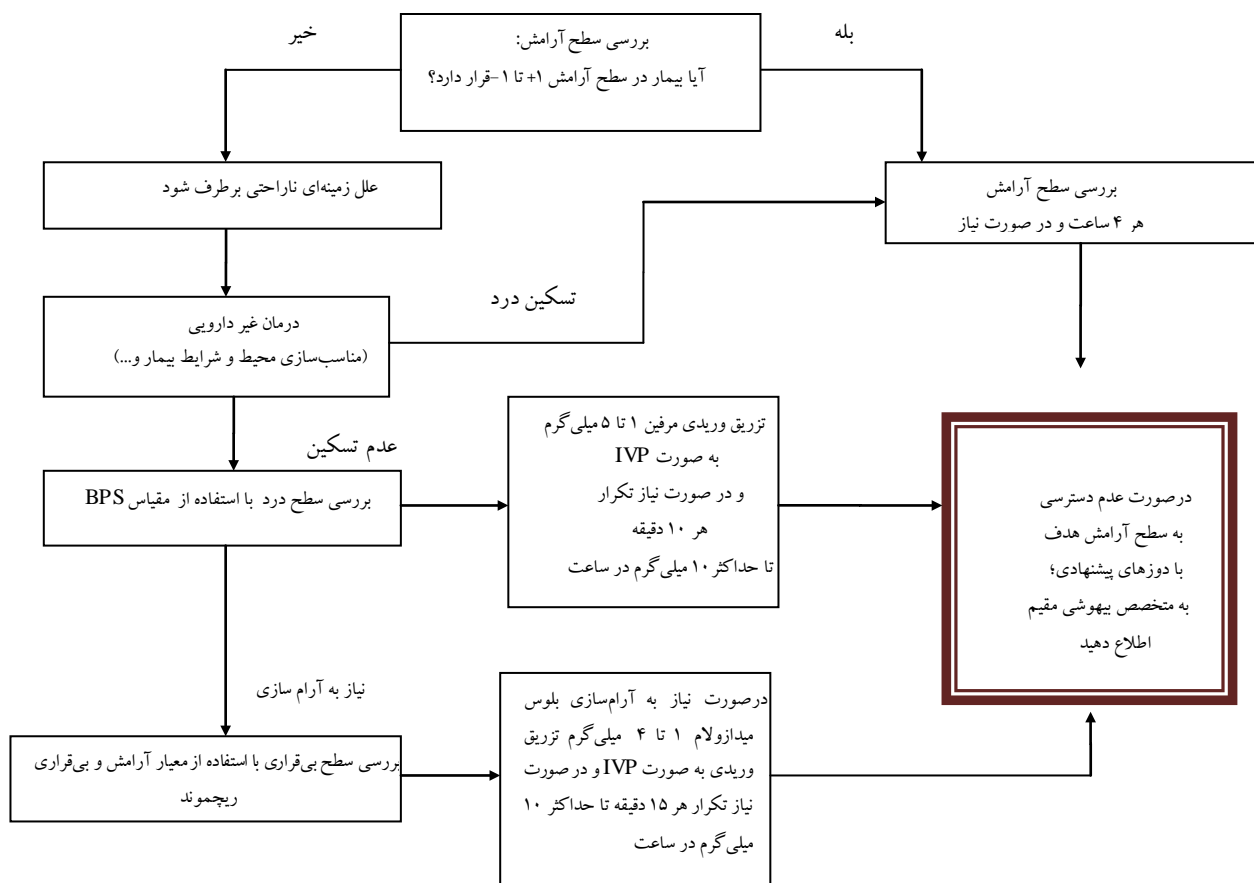 بررسی سطح آرامش:
آیا بیمار در سطح آرامش ۱+ تا ۱– قرار دارد؟
خیر
بله
علل زمینه‌ای ناراحتی برطرف شود
بررسی سطح آرامش
هر ۴ ساعت و در صورت نیاز
درمان غیر دارویی
(مناسب‌سازی محیط و شرایط بیمار و...)
تسکین درد
عدم تسکین
بررسی سطح درد با استفاده از مقیاس BPS
تزریق وریدی مرفین ۱ تا ۵ میلی‌گرم
به صورت IVP
و در صورت نیاز تکرار
هر ۱۰ دقیقه
تا حداکثر ۱۰ میلی‌گرم در ساعت
درصورت عدم دسترسی
به سطح آرامش هدف
با دوزهای پیشنهادی؛
به متخصص بیهوشی مقیم
اطلاع دهید
نیاز به آرام سازی
بررسی سطح بی‌قراری با استفاده از معیار آرامش و بی‌قراری
ریچموند
درصورت نیاز به آرام‌سازی بلوس
میدازولام ۱ تا ۴ میلی‌گرم تزریق
وریدی به صورت IVP و در صورت
نیاز تکرار هر ۱۵ دقیقه تا حداکثر ۱۰
میلی‌گرم در ساعت